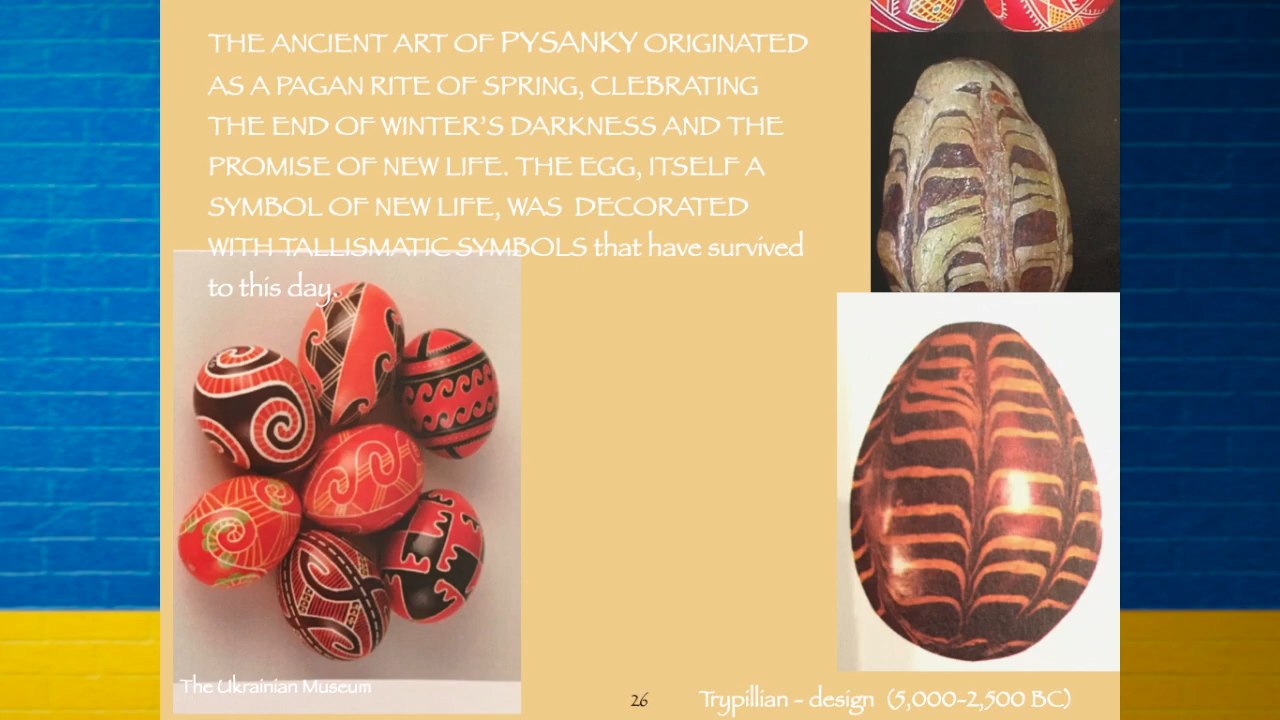 THE ANCIENT ART OF PYSANKY ORIGINATED
AS A PAGAN RITE OF SPRING, CLEBRATING
THE END OF WINTER'S DARKNESS AND THE
PROMISE OF NEW LIFE. THE EGG, ITSELF A
SYMBOL OF NEW LIFE, WAS DECORATED
WITH TALLISMATIC SYMBOLS that have survived
to this day.
The Ukrainian Museum
26
Trypillian - design (5,000-2,500 BC)